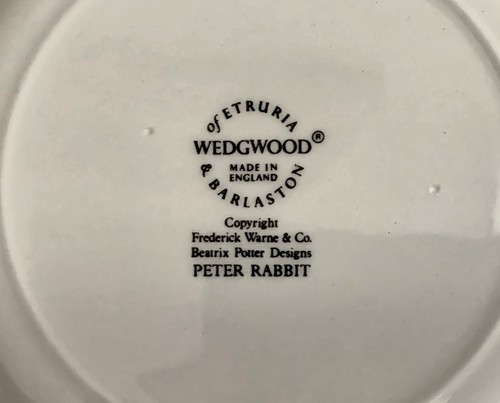 of ETRURIA
WEDGWOOD®
MADE IN
ENGLAND
& BARLASTON
Copyright
Frederick Warne & Co.
Beatrix Potter Designs
PETER RABBIT